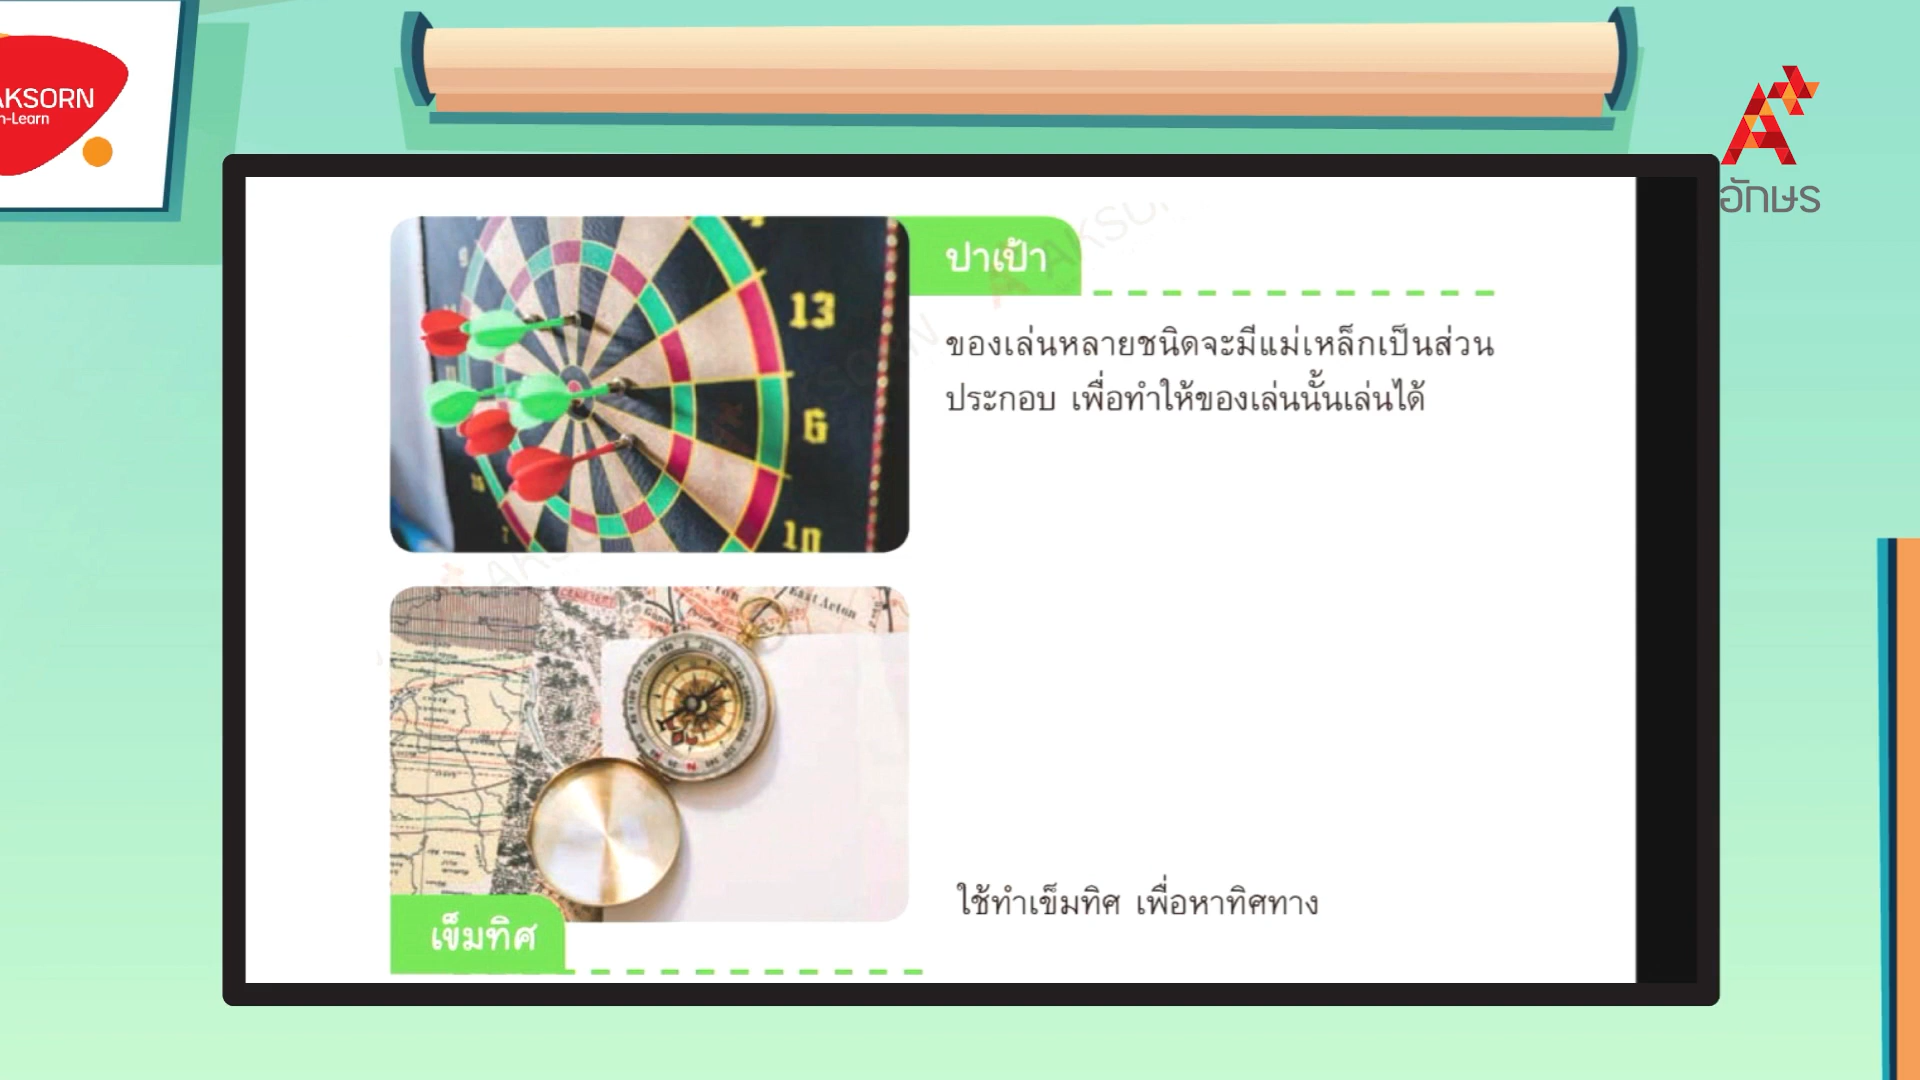 AKSORN
n-Learn
อักษร
ปาเป้า
ของเล่นหลายชนิดจะมีแม่เหล็กเป็นส่วน
ประกอบ เพื่อทำให้ของเล่นนั้นเล่นได้
13
6
10
East Acton
ใช้ทำเข็มทิศ เพื่อหาทิศทาง
เข็มทิศ